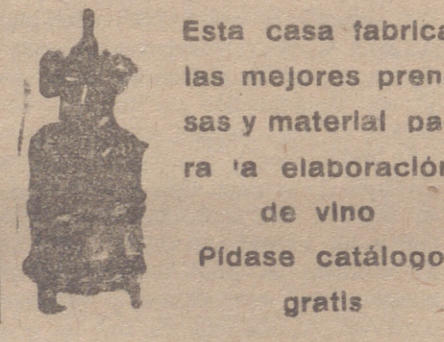 Esta casa fabrica
las mejores pren
sas y material pa
ra 'a elaboración
de vino
Pídase catálogo
gratis